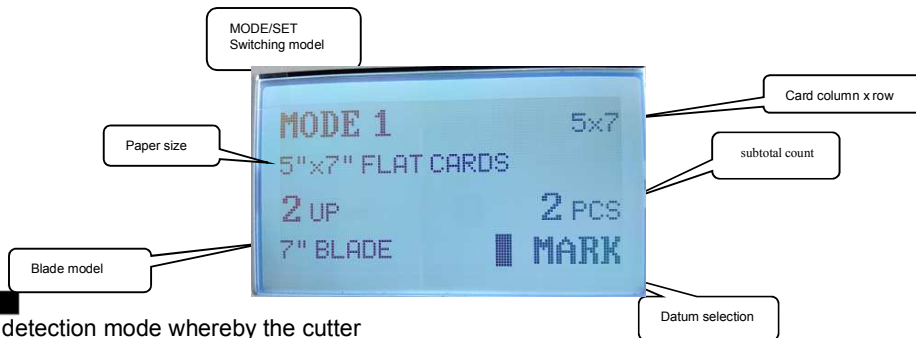 MODE/SET
Switching model
Card column x row
Paper size
subtotal count
Blade model
Datum selection
MODE 1
5x7
5"x7" FLAT CARDS
2 UP
2 PCS
7" BLADE
MARK
detection mode whereby the cutter